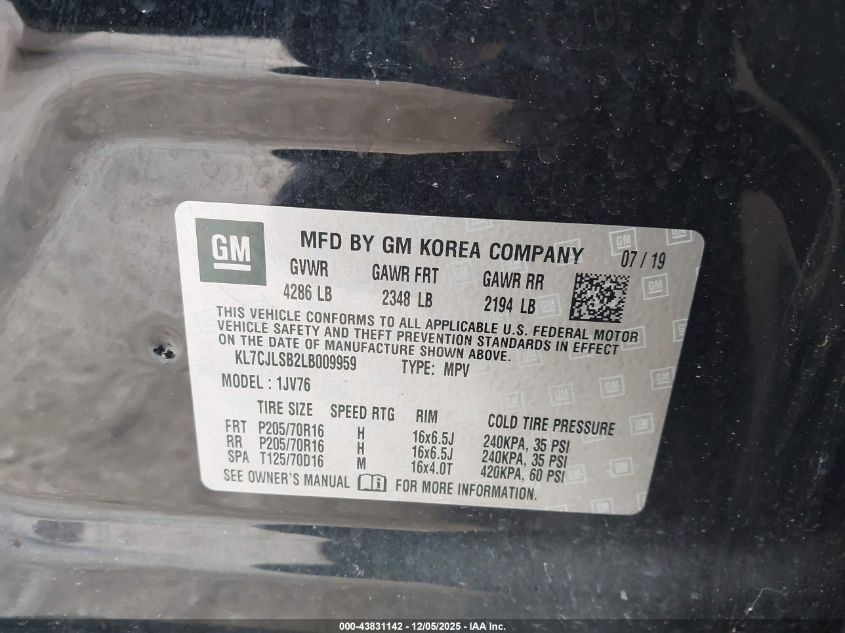 GM
MFD BY GM KOREA COMPANY 07 / 19
GVWR GAWR FRT GAWR RR
4286 LB 2348 LB 2194 LB
THIS VEHICLE CONFORMS TO ALL APPLICABLE U.S. FEDERAL MOTOR
VEHICLE SAFETY AND THEFT PREVENTION STANDARDS IN EFFECT
ON THE DATE OF MANUFACTURE SHOWN ABOVE.
KL7CJLSB2LB009959 TYPE: MPV
MODEL : 1JV76
TIRE SIZE SPEED RTG RIM COLD TIRE PRESSURE
FRT P205/70R16 H 16x6.5J 240KPA, 35 PSI
RR P205/70R16 H 16x6.5J 240KPA, 35 PSI
SPA T125/70D16 M 16x4.0T 420KPA, 60 PSI
SEE OWNER'S MANUAL FOR MORE INFORMATION.
000-43831142 - 12/05/2025 - IAA Inc.